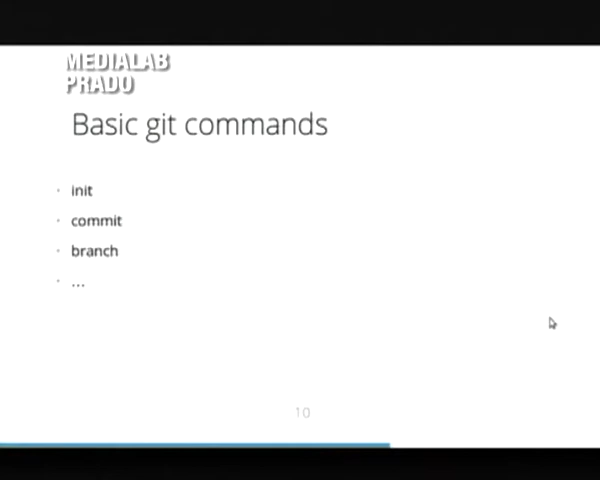 MEDIALAB
PRADO
Basic git commands
· init
· commit
· branch
· ...
10